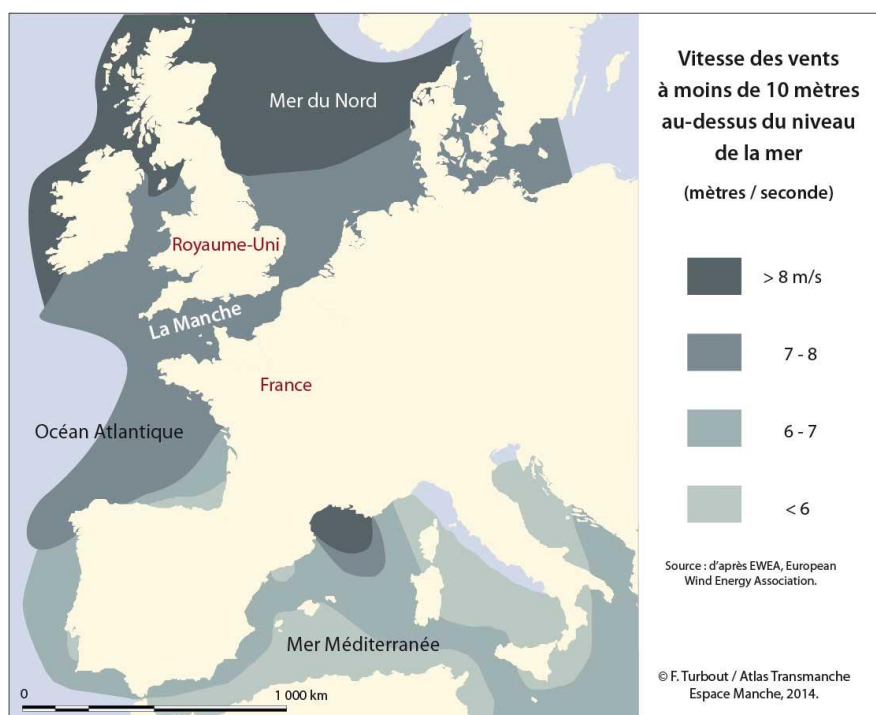 Mer du Nord
Royaume-Uni
La Manche
France
Océan Atlantique
Mer Méditerranée
0
1 000 km
Vitesse des vents
à moins de 10 mètres
au-dessus du niveau
de la mer
(mètres / seconde)
> 8 m/s
7 - 8
6 - 7
< 6
Source : d'après EWEA, European
Wind Energy Association.
© F. Turbout / Atlas Transmanche
Espace Manche, 2014.